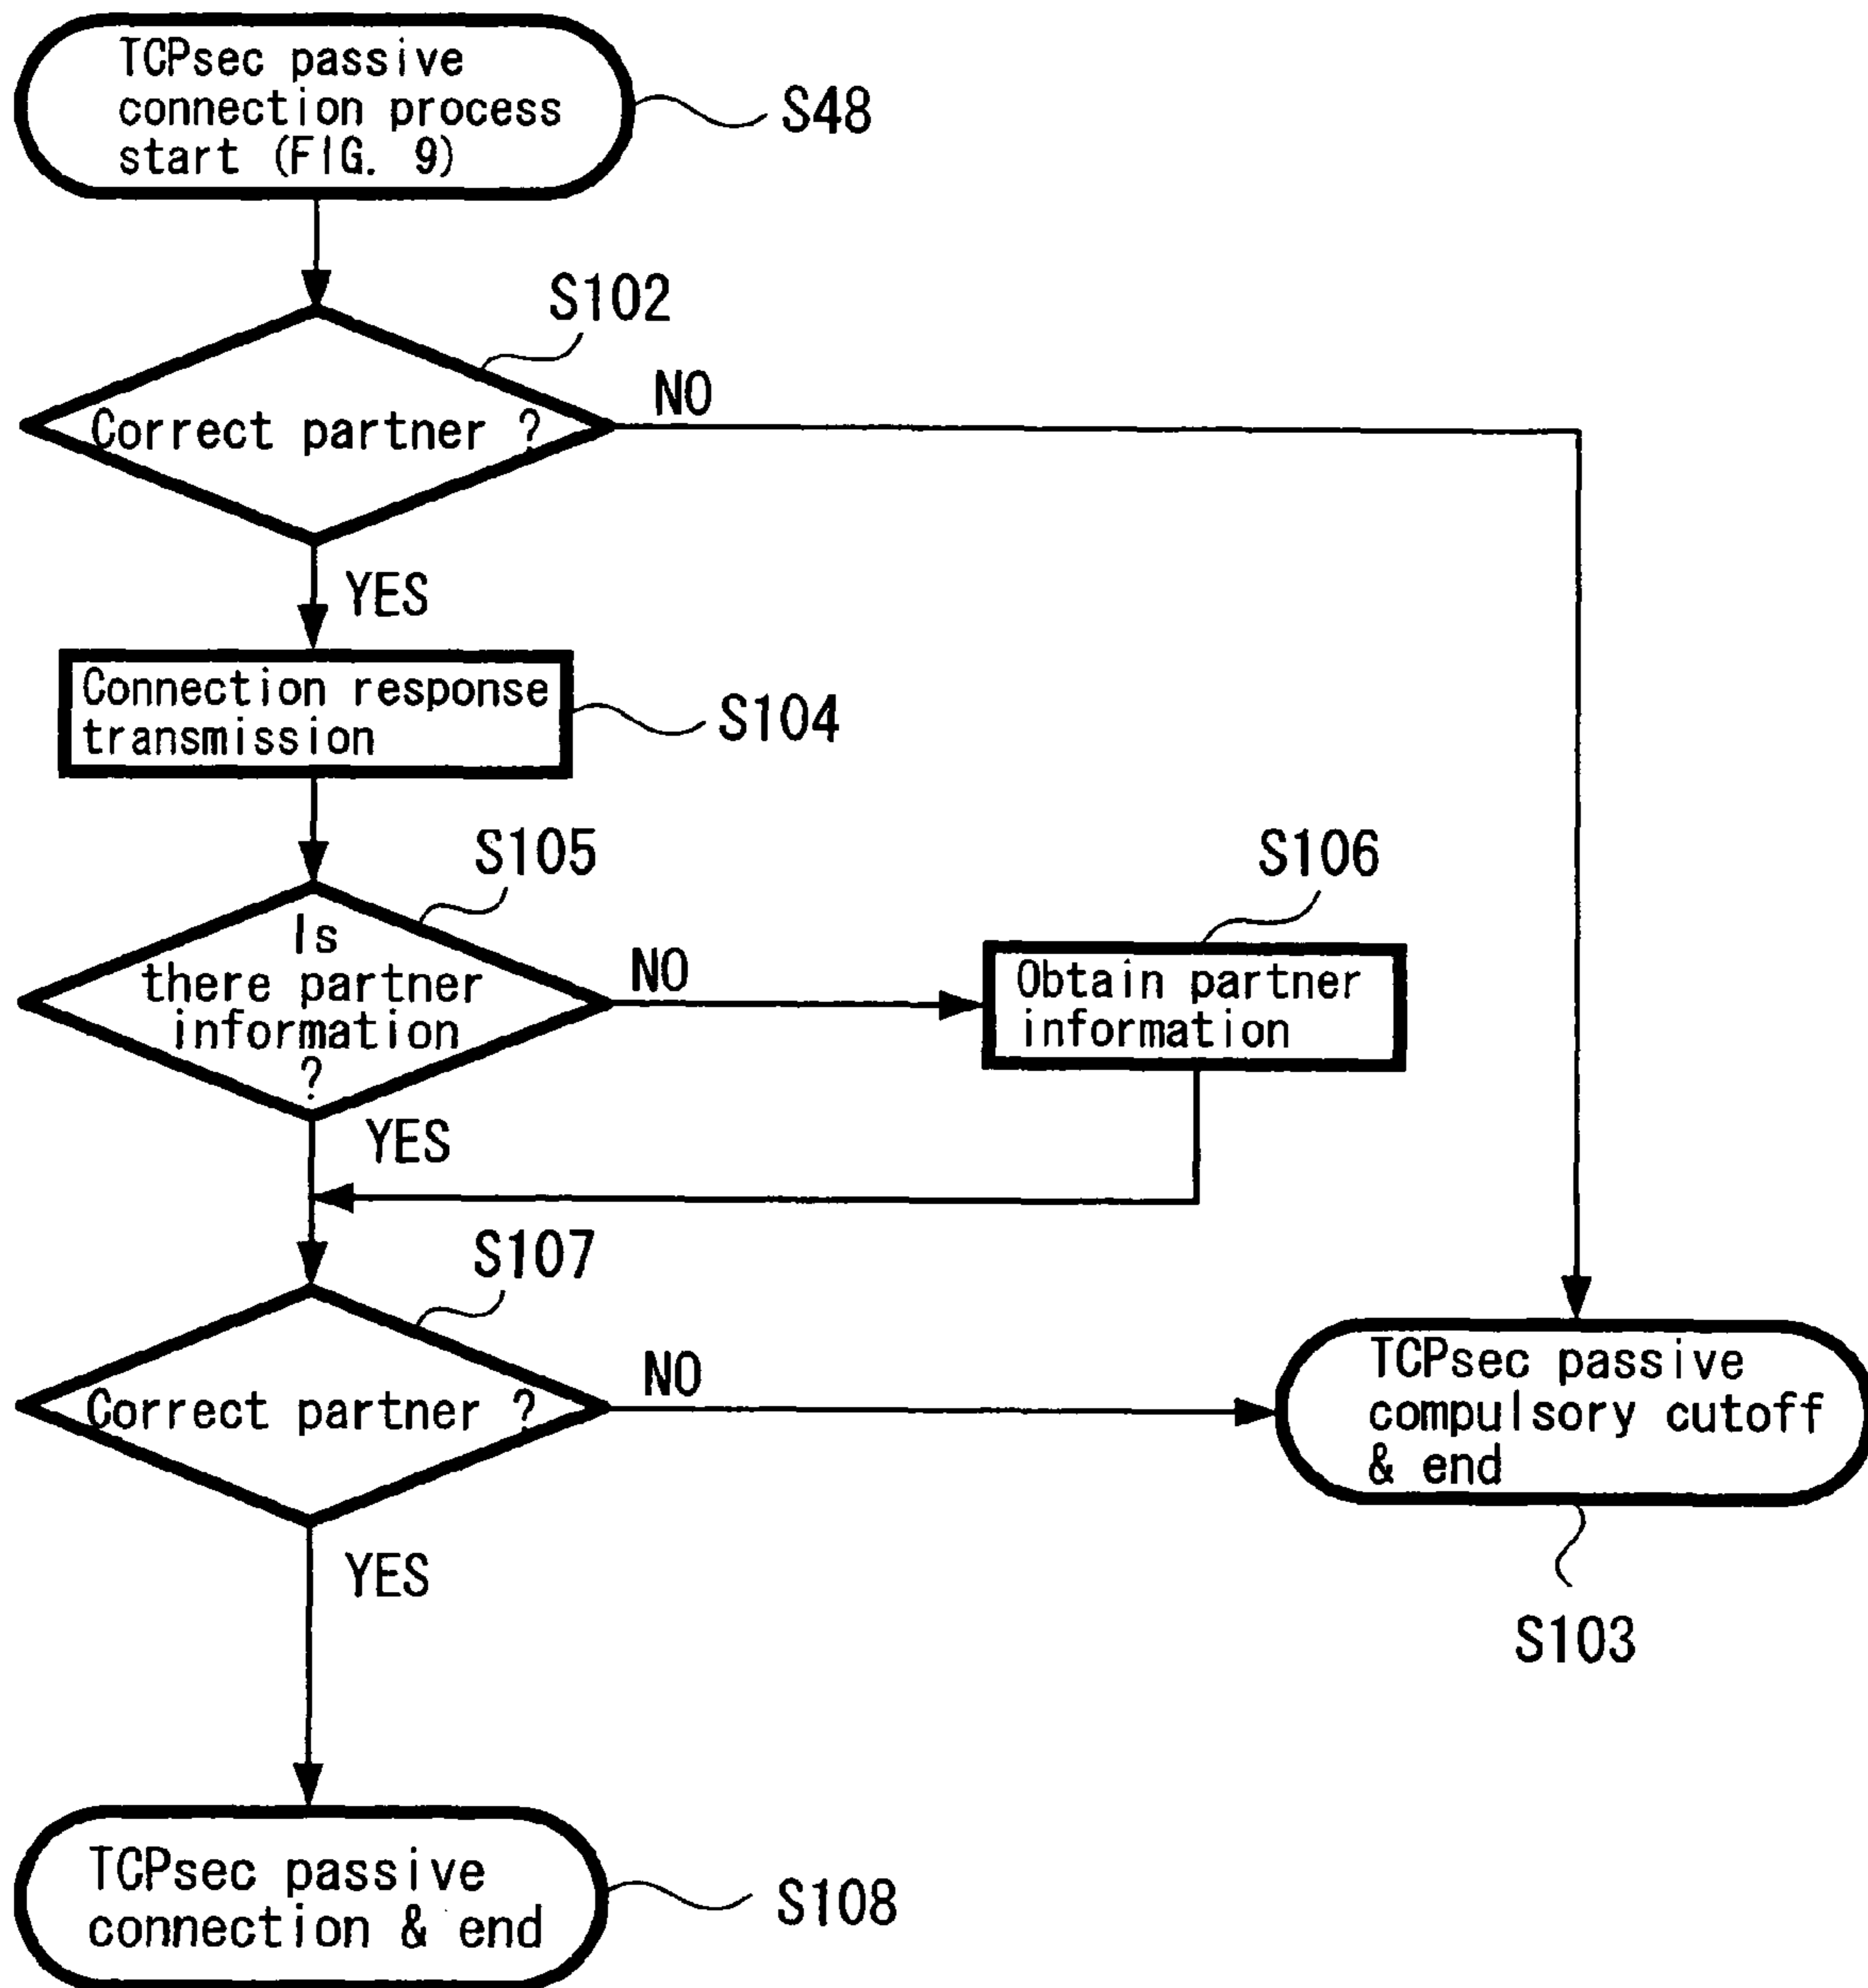 TCPsec passive
connection process
start (FIG. 9)
S48
S102
Correct partner ?
NO
YES
Connection response
transmission
S104
S105
Is
there partner
information
?
NO
S106
Obtain partner
information
YES
S107
Correct partner ?
NO
TCPsec passive
compulsory cutoff
& end
YES
S103
TCPsec passive
connection & end
S108